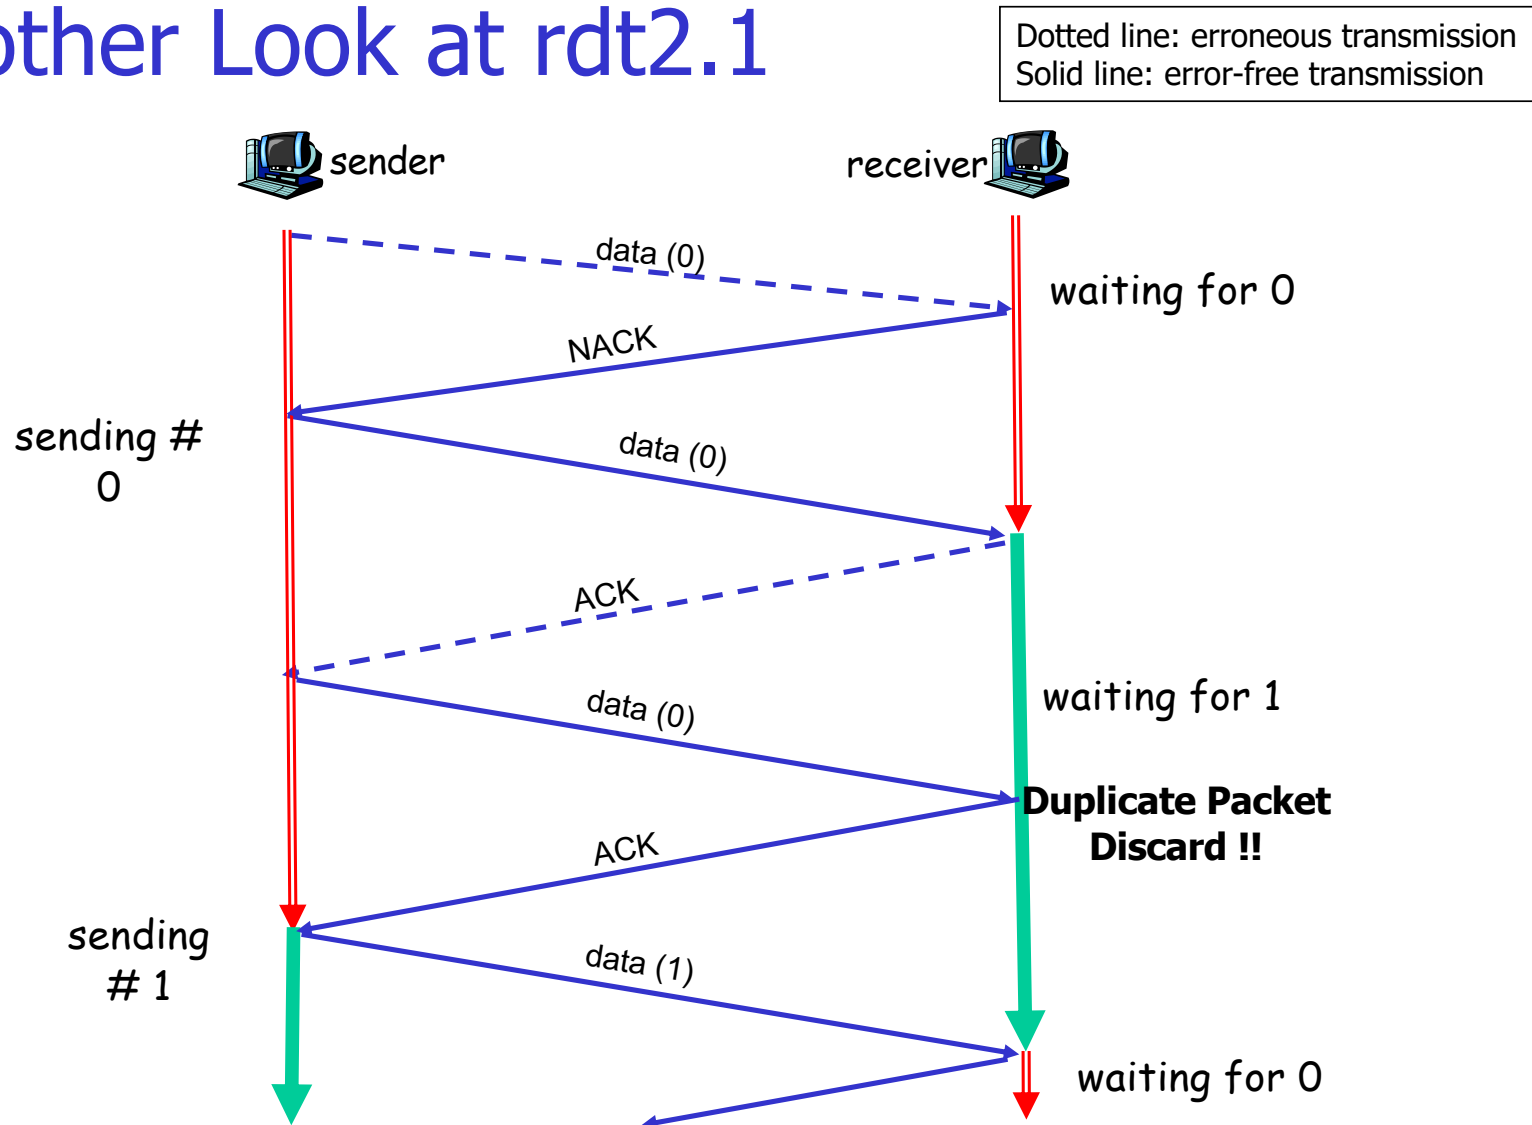 other Look at rdt2.1
Dotted line: erroneous transmission
Solid line: error-free transmission
sender
receiver
data (0)
waiting for 0
NACK
sending #
0
data (0)
ACK
waiting for 1
data (0)
Duplicate Packet
Discard !!
ACK
sending
# 1
data (1)
waiting for 0